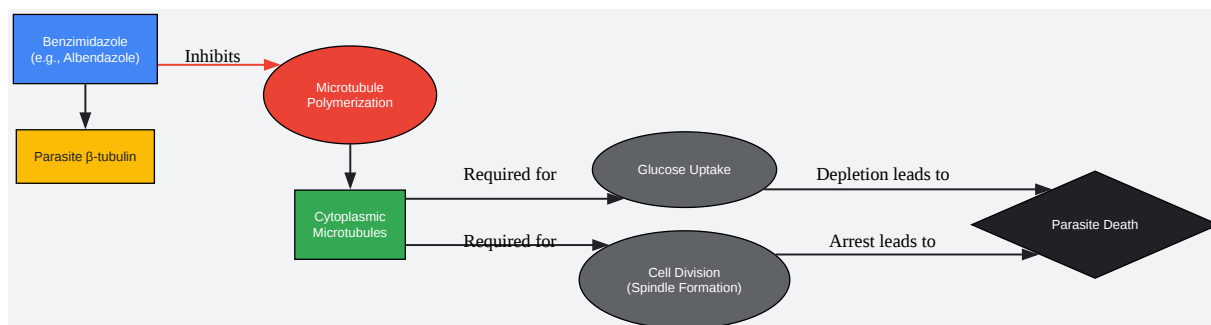 Benzimidazole
(e.g., Albendazole)
Inhibits
Microtubule
Polymerization
Parasite β-tubulin
Required for
Glucose Uptake
Depletion leads to
Cytoplasmic
Microtubules
Parasite Death
Required for
Arrest leads to
Cell Division
(Spindle Formation)